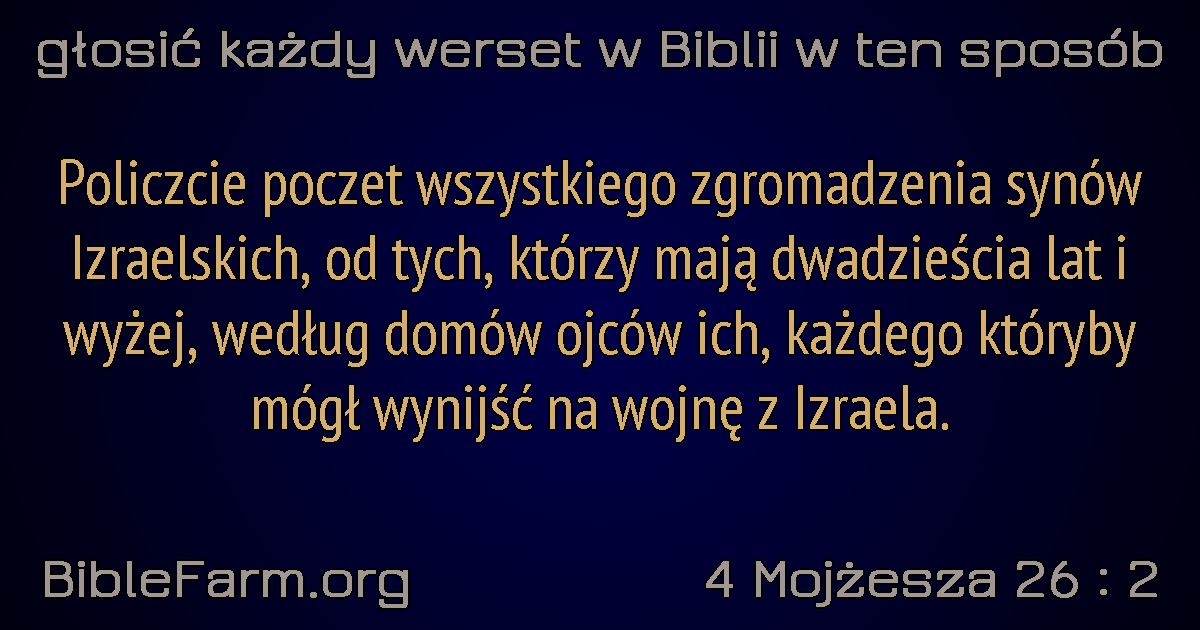 głosić każdy werset w Biblii w ten sposób
Policzcie poczet wszystkiego zgromadzenia synów
Izraelskich, od tych, którzy mają dwadzieścia lat i
wyżej, według domów ojców ich, każdego któryby
mógł wynijść na wojnę z Izraela.
BibleFarm.org
4 Mojżesza 26 : 2